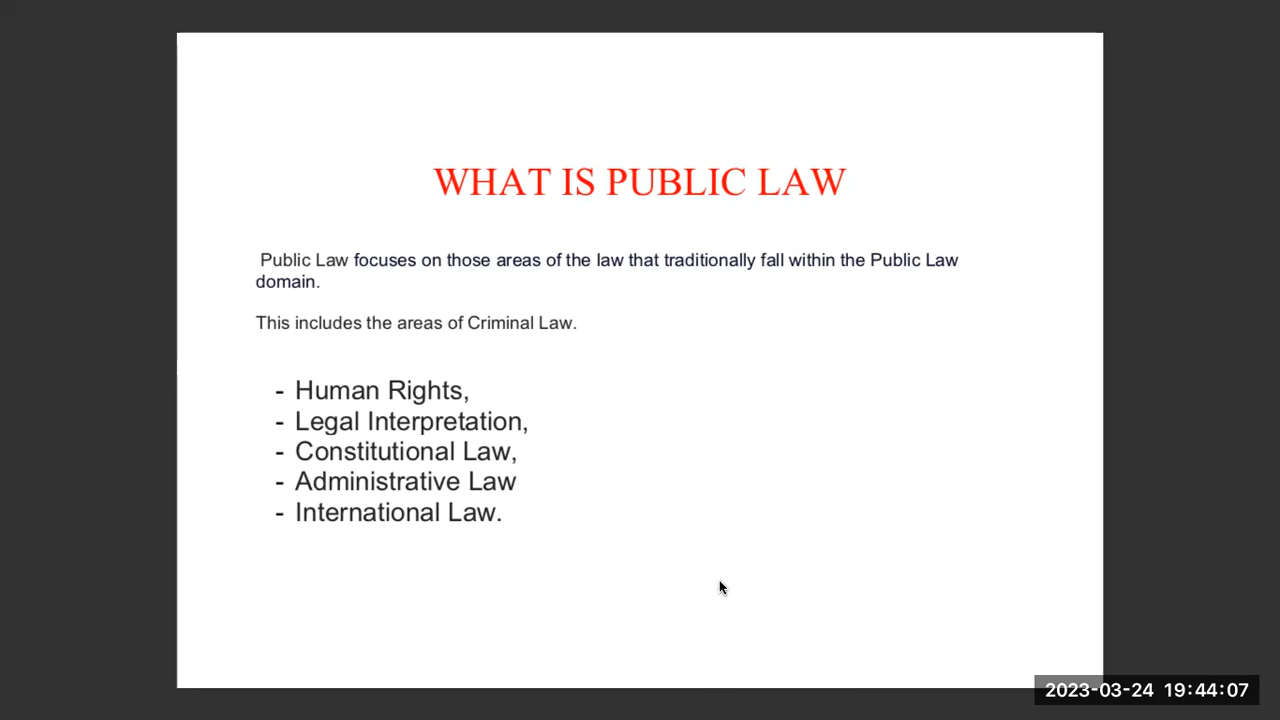 WHAT IS PUBLIC LAW
Public Law focuses on those areas of the law that traditionally fall within the Public Law
domain.
This includes the areas of Criminal Law.
- Human Rights,
- Legal Interpretation,
- Constitutional Law,
- Administrative Law
- International Law.
2023-03-24 19:44:07